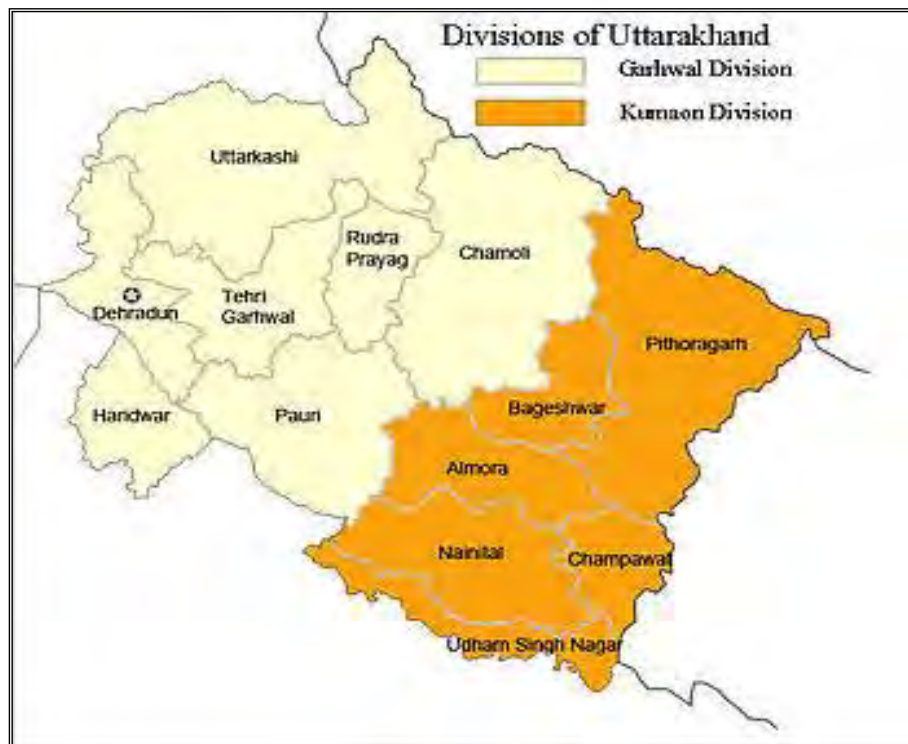 Divisions of Uttarakhand
Garhwal Division
Kumaon Division
Uttarkashi
Rudra
Prayag
Chamoli
Tehri
Garhwal
Dehradun
Pithoragarh
Haridwar
Pauri
Bageshwar
Almora
Nainital
Champawat
Udham Singh Nagar